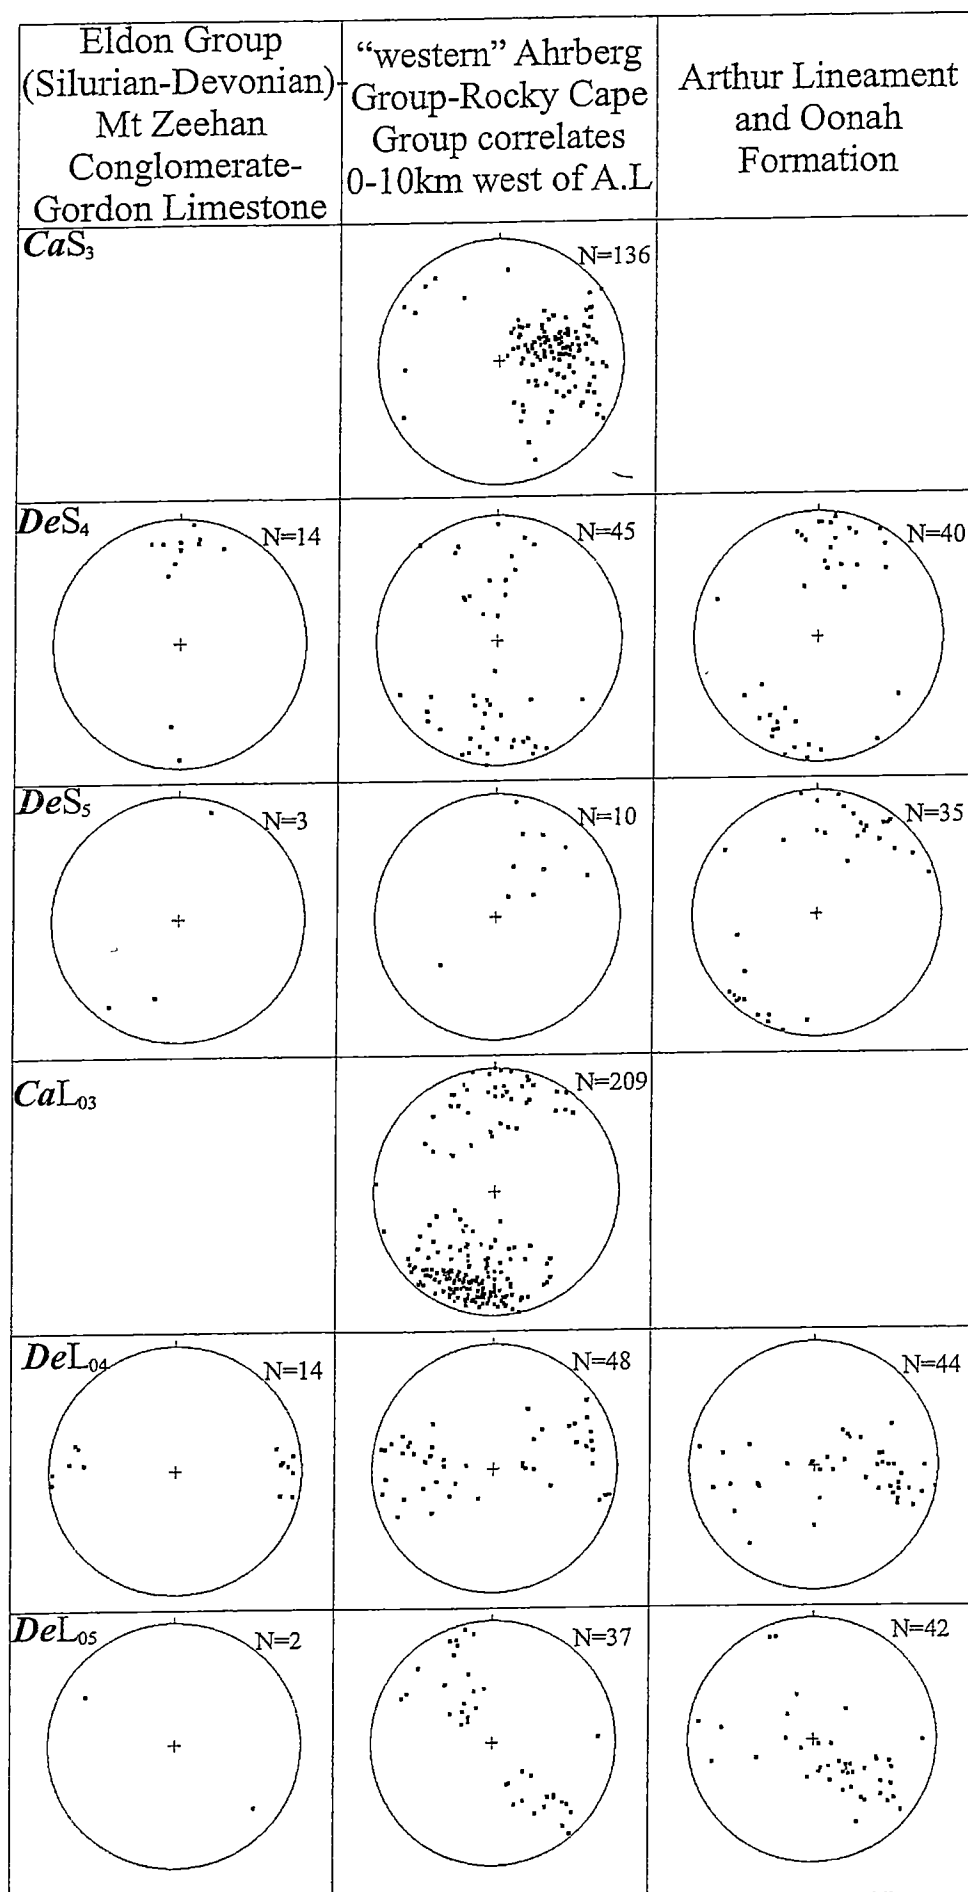 Eldon Group
(Silurian-Devonian)-
Mt Zeehan
Conglomerate-
Gordon Limestone
“western” Ahrberg
Group-Rocky Cape
Group correlates
0-10km west of A.L
Arthur Lineament
and Oonah
Formation
CaS₃
N=136
DeS₄
N=14
N=45
N=40
DeS₅
N=3
N=10
N=35
CaL₀₃
N=209
DeL₀₄
N=14
N=48
N=44
DeL₀₅
N=2
N=37
N=42